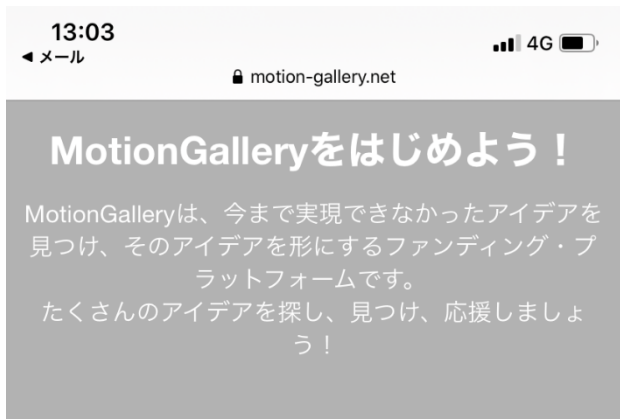 13:03
4G
◀ メール
motion-gallery.net
MotionGalleryをはじめよう！
MotionGalleryは、今まで実現できなかったアイデアを
見つけ、そのアイデアを形にするファンディング・プ
ラットフォームです。
たくさんのアイデアを探し、見つけ、応援しましょ
う！